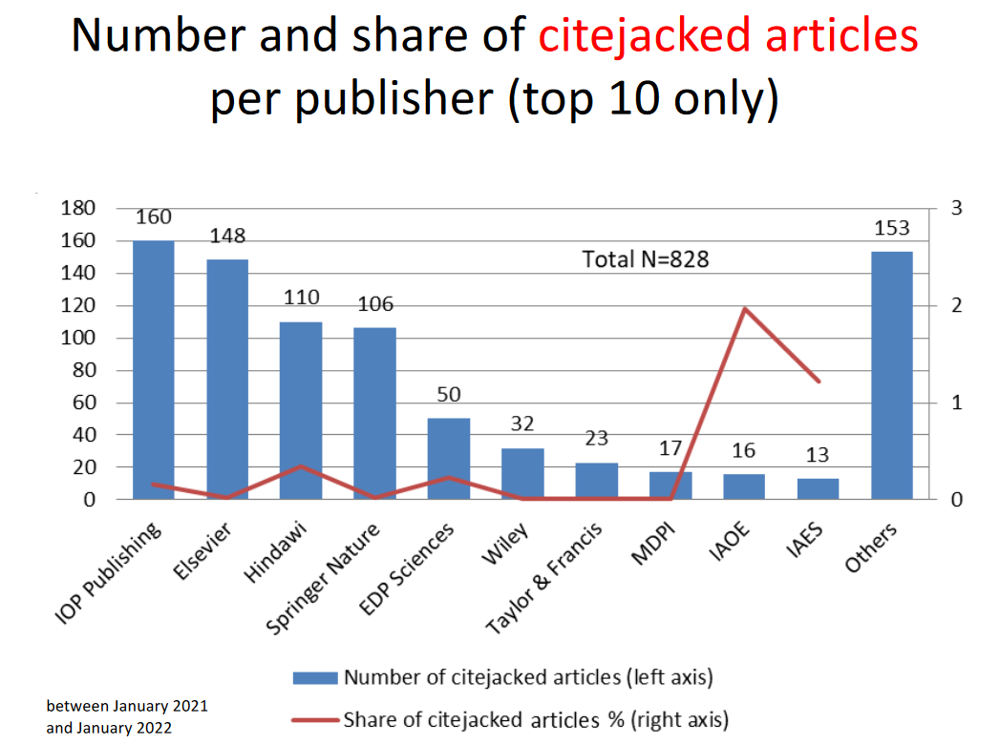 Number and share of citejacked articles
per publisher (top 10 only)
180
160
140
120
100
80
60
40
20
0
3
2
1
0
160
148
110
106
50
32
23
17
16
13
153
Total N=828
IOP Publishing
Elsevier
Hindawi
Springer Nature
EDP Sciences
Wiley
Taylor & Francis
MDPI
IAOE
IAES
Others
Number of citejacked articles (left axis)
Share of citejacked articles % (right axis)
between January 2021
and January 2022